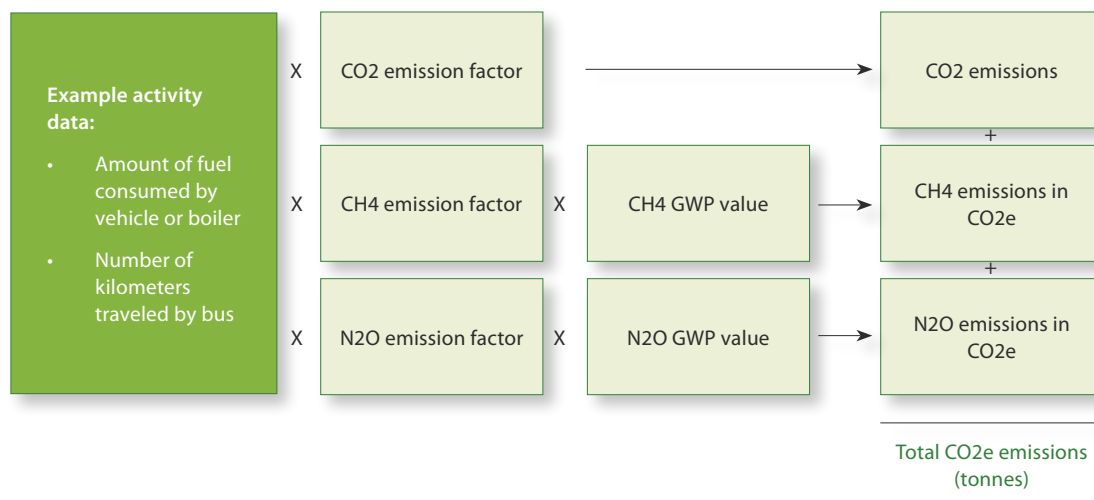 Example activity
data:
• Amount of fuel
consumed by
vehicle or boiler
• Number of
kilometers
traveled by bus
X
CO2 emission factor
CO2 emissions
+
X
CH4 emission factor
X
CH4 GWP value
CH4 emissions in
CO2e
+
X
N2O emission factor
X
N2O GWP value
N2O emissions in
CO2e
Total CO2e emissions
(tonnes)